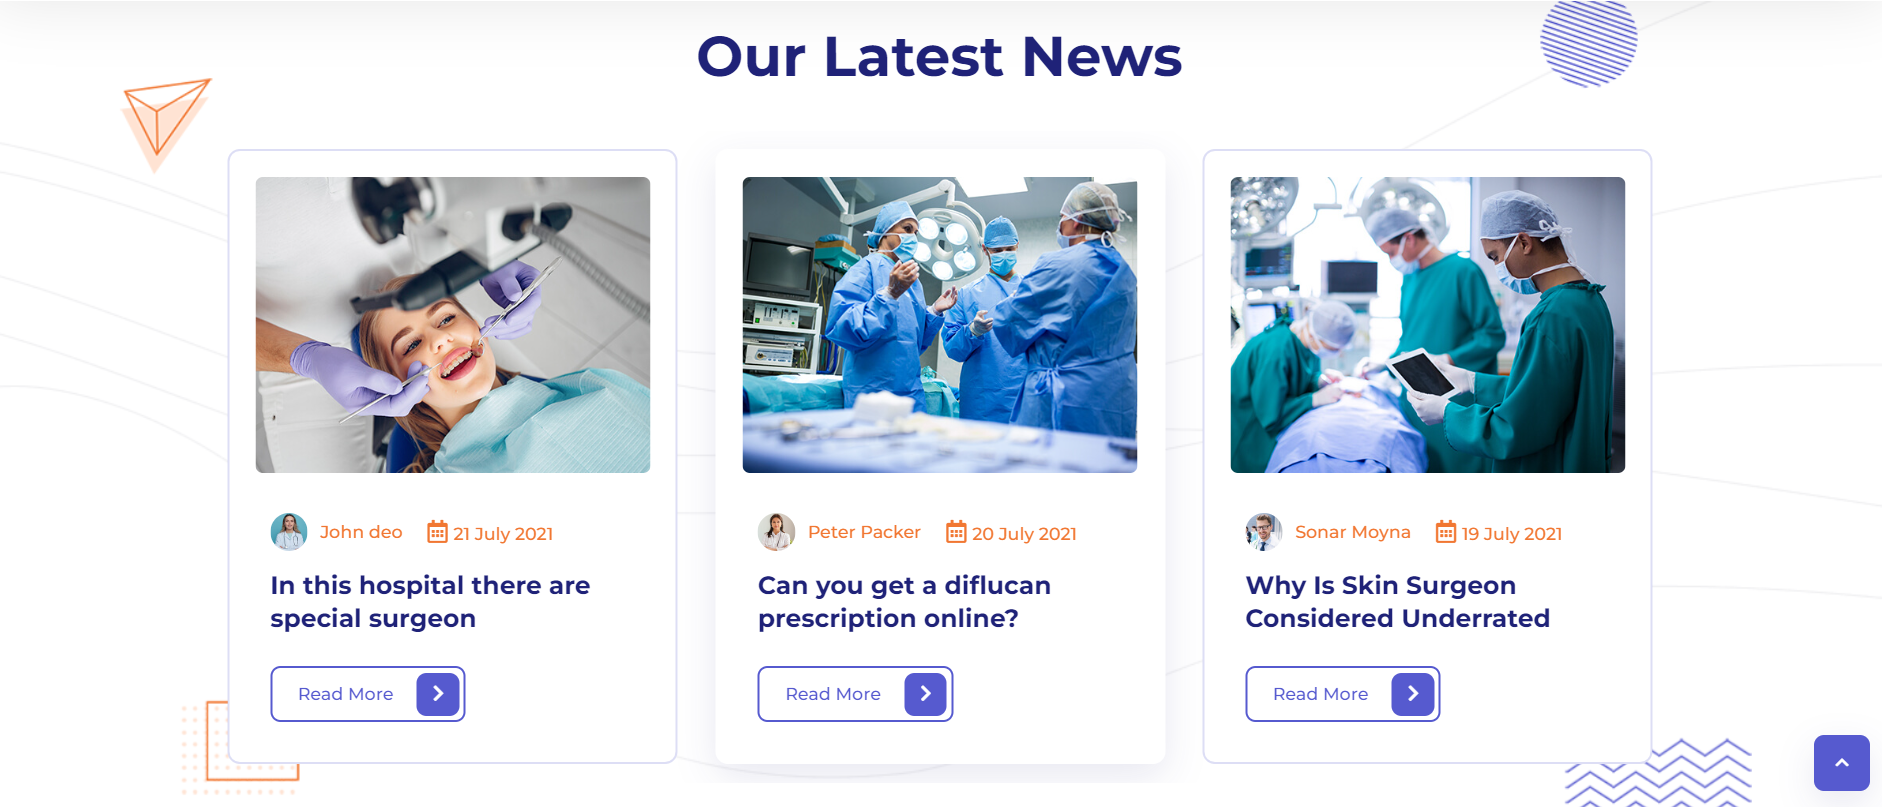 Our Latest News
John deo 21 July 2021
In this hospital there are
special surgeon
Read More
Peter Packer 20 July 2021
Can you get a diflucan
prescription online?
Read More
Sonar Moyna 19 July 2021
Why Is Skin Surgeon
Considered Underrated
Read More